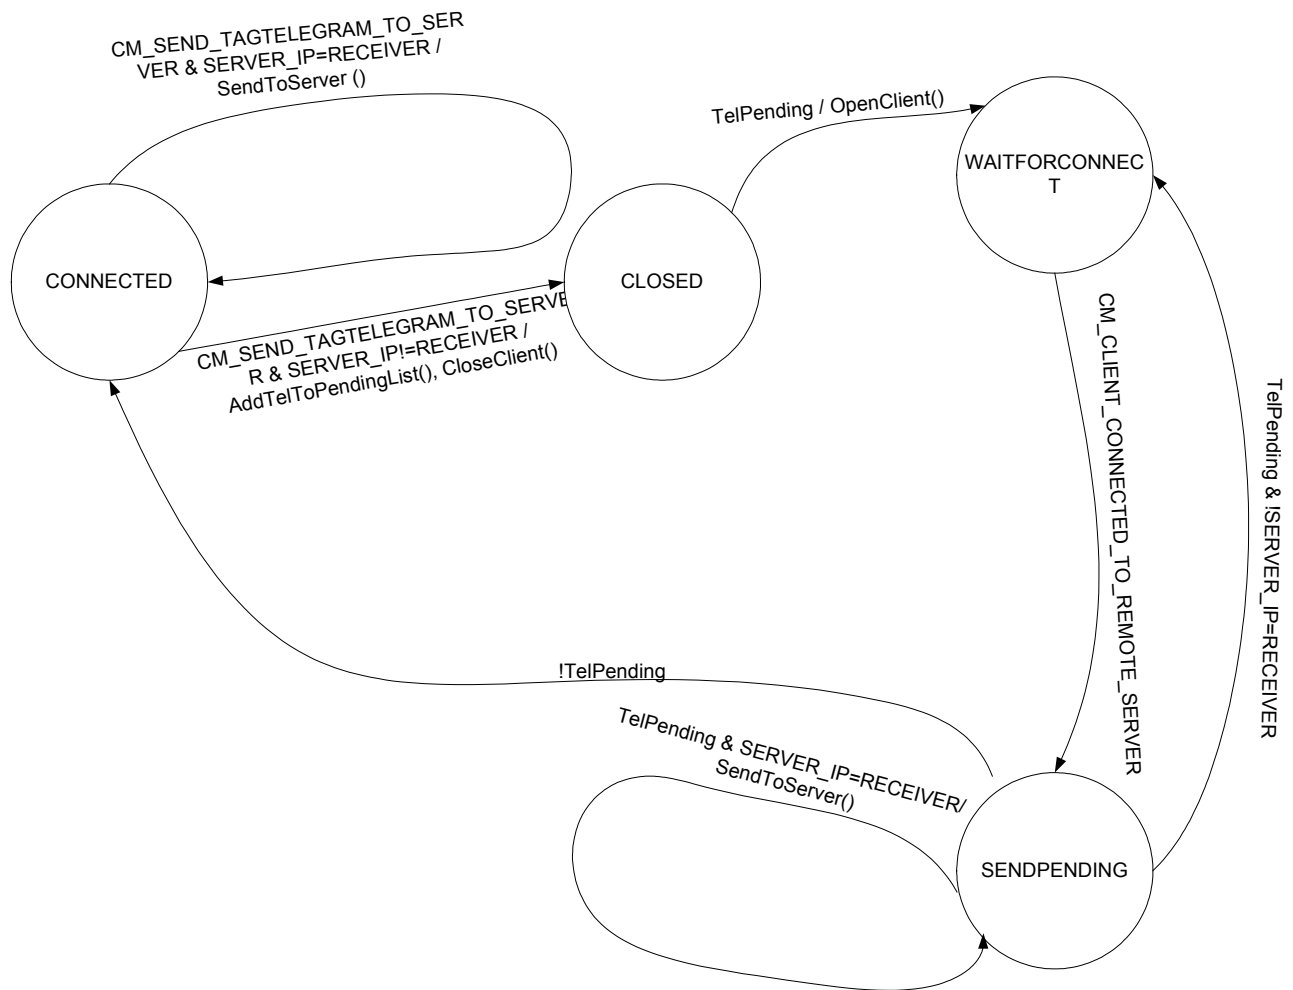 CM_SEND_TAGTELEGRAM_TO_SER
VER & SERVER_IP=RECEIVER /
SendToServer ()
TelPending / OpenClient()
WAITFORCONNEC
T
CONNECTED
CLOSED
CM_SEND_TAGTELEGRAM_TO_SERVE
R & SERVER_IP!=RECEIVER /
AddTelToPendingList(), CloseClient()
CM_CLIENT_CONNECTED_TO_REMOTE_SERVER
TelPending & !SERVER_IP=RECEIVER
!TelPending
TelPending & SERVER_IP=RECEIVER/
SendToServer()
SENDPENDING